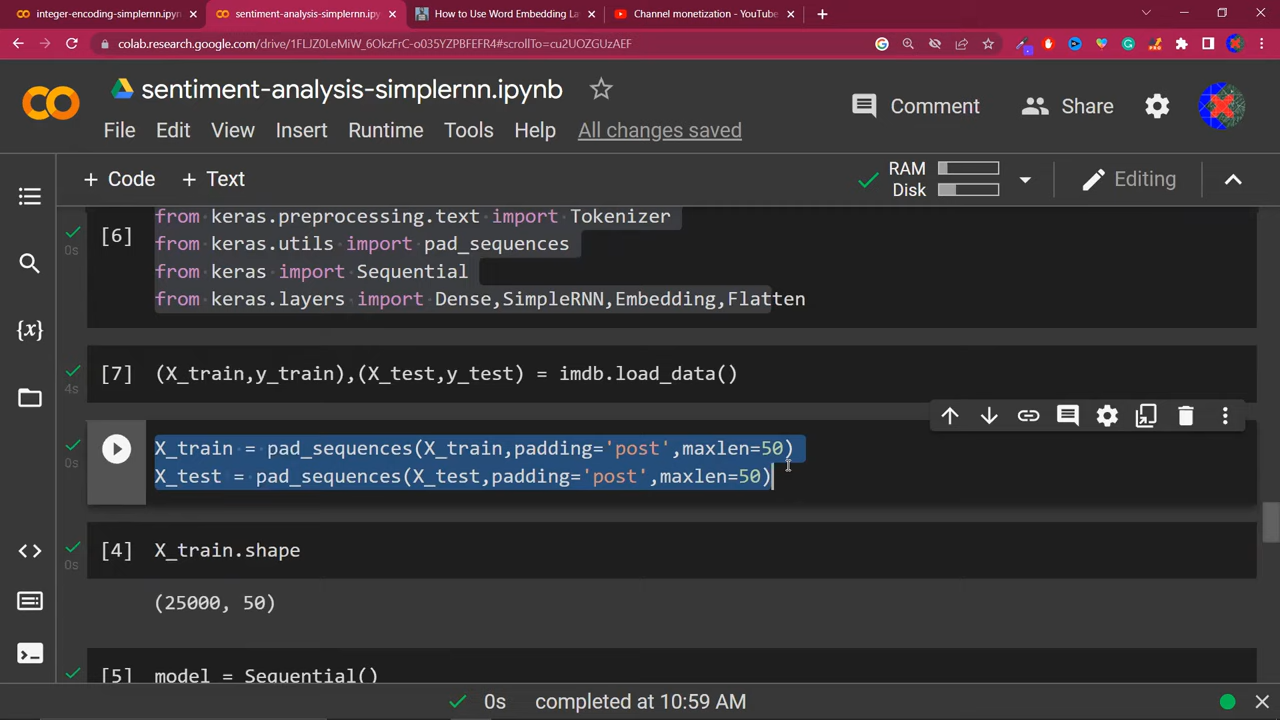 integer-encoding-simplernn.ipynb
sentiment-analysis-simplernn.ipy
How to Use Word Embedding La
Channel monetization - YouTube
colab.research.google.com/drive/1FLJZ0LeMiW_6OkzFrC-o035YZPBFEFR4#scrollTo=cu2UOZGUzAEF
sentiment-analysis-simplernn.ipynb
Comment
Share
File Edit View Insert Runtime Tools Help All changes saved
+ Code + Text
RAM
Disk
Editing
[6]
from keras.preprocessing.text import Tokenizer
from keras.utils import pad_sequences
from keras import Sequential
from keras.layers import Dense,SimpleRNN,Embedding,Flatten
0s
[7] (X_train,y_train),(X_test,y_test) = imdb.load_data()
4s
X_train = pad_sequences(X_train,padding='post',maxlen=50)
X_test = pad_sequences(X_test,padding='post',maxlen=50)
0s
[4] X_train.shape
0s
(25000, 50)
[5] model = Sequential()
0s completed at 10:59 AM